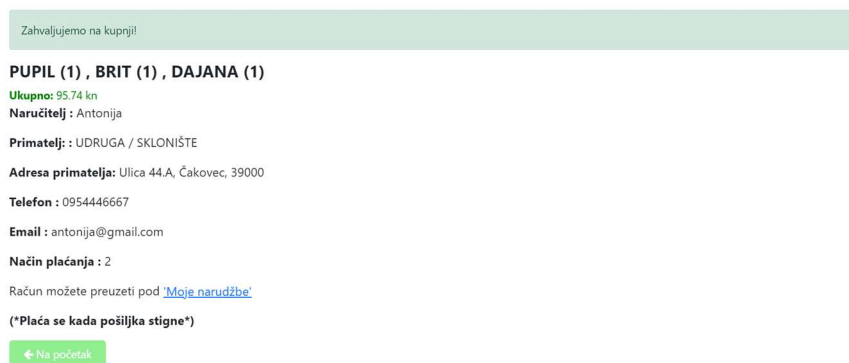 Zahvaljujemo na kupnji!
PUPIL (1) , BRIT (1) , DAJANA (1)
Ukupno: 95.74 kn
Naručitelj : Antonija
Primatelj: : UDRUGA / SKLONIŠTE
Adresa primatelja: Ulica 44.A, Čakovec, 39000
Telefon : 0954446667
Email : antonija@gmail.com
Način plaćanja : 2
Račun možete preuzeti pod 'Moje narudžbe'
(*Plaća se kada pošiljka stigne*)
Na početak